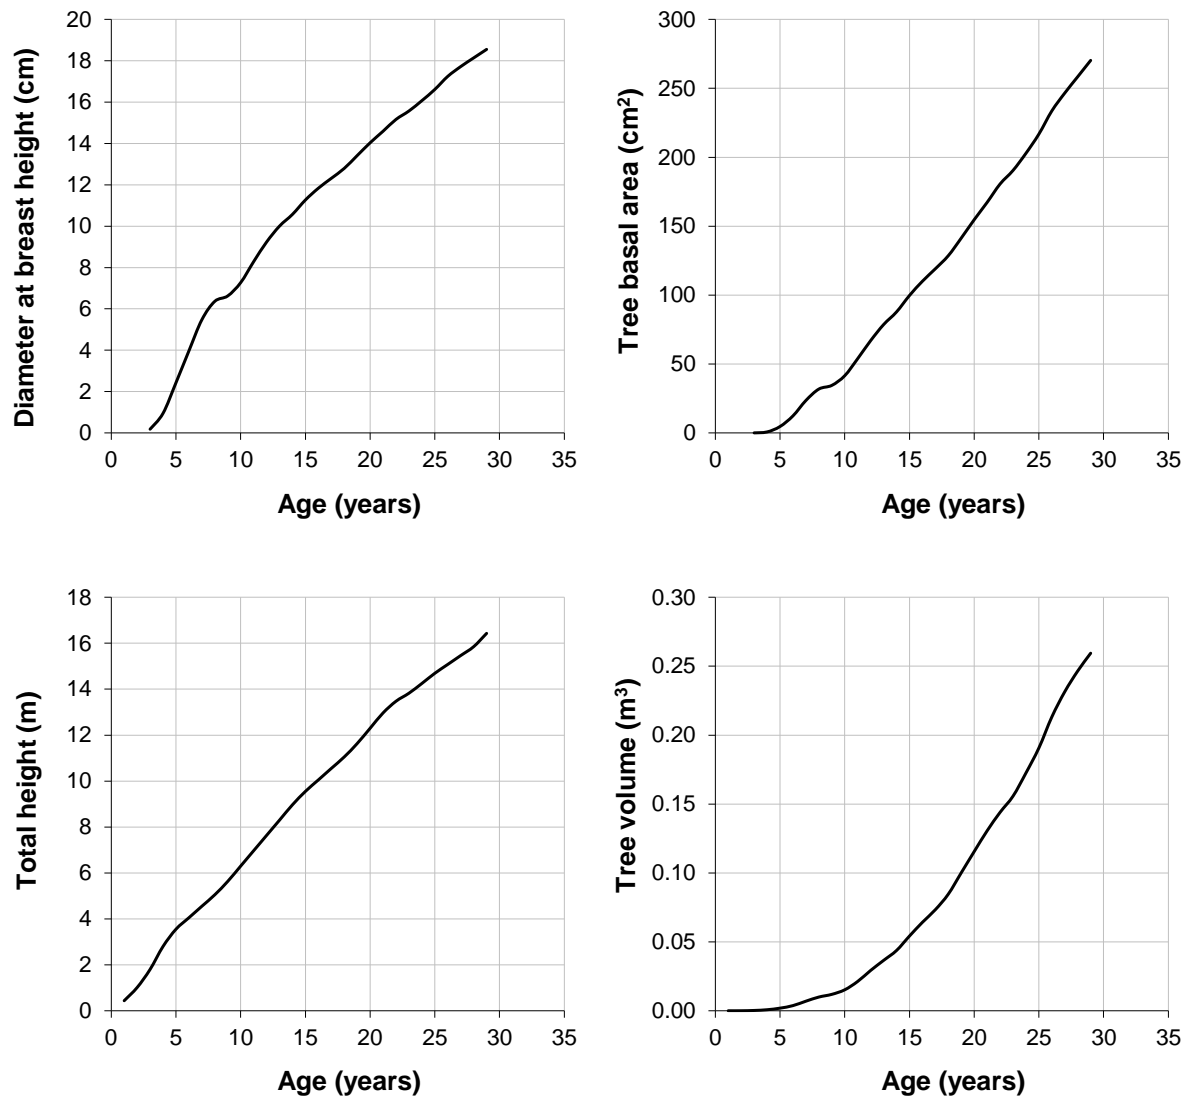 Diameter at breast height (cm)
20
18
16
14
12
10
8
6
4
2
0
0 5 10 15 20 25 30 35
Age (years)
Tree basal area (cm²)
300
250
200
150
100
50
0
0 5 10 15 20 25 30 35
Age (years)
Total height (m)
18
16
14
12
10
8
6
4
2
0
0 5 10 15 20 25 30 35
Age (years)
Tree volume (m³)
0.30
0.25
0.20
0.15
0.10
0.05
0.00
0 5 10 15 20 25 30 35
Age (years)